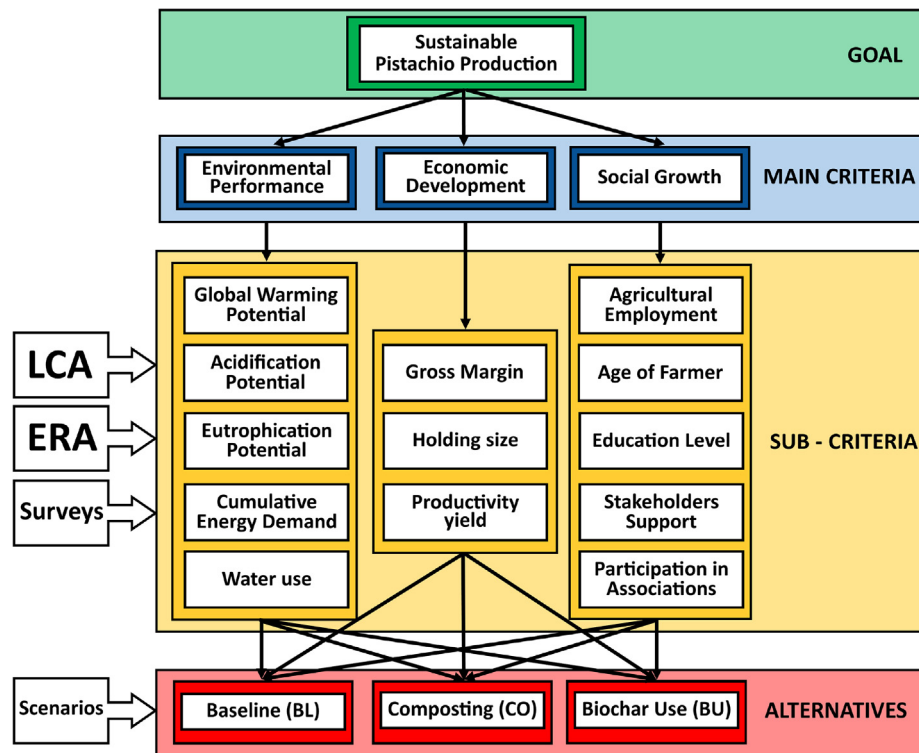 Sustainable
Pistachio Production
GOAL
Environmental
Performance
Economic
Development
Social Growth
MAIN CRITERIA
Global Warming
Potential
Acidification
Potential
Eutrophication
Potential
Cumulative
Energy Demand
Water use
Gross Margin
Holding size
Productivity
yield
Agricultural
Employment
Age of Farmer
Education Level
Stakeholders
Support
Participation in
Associations
SUB - CRITERIA
LCA
ERA
Surveys
Scenarios
Baseline (BL)
Composting (CO)
Biochar Use (BU)
ALTERNATIVES